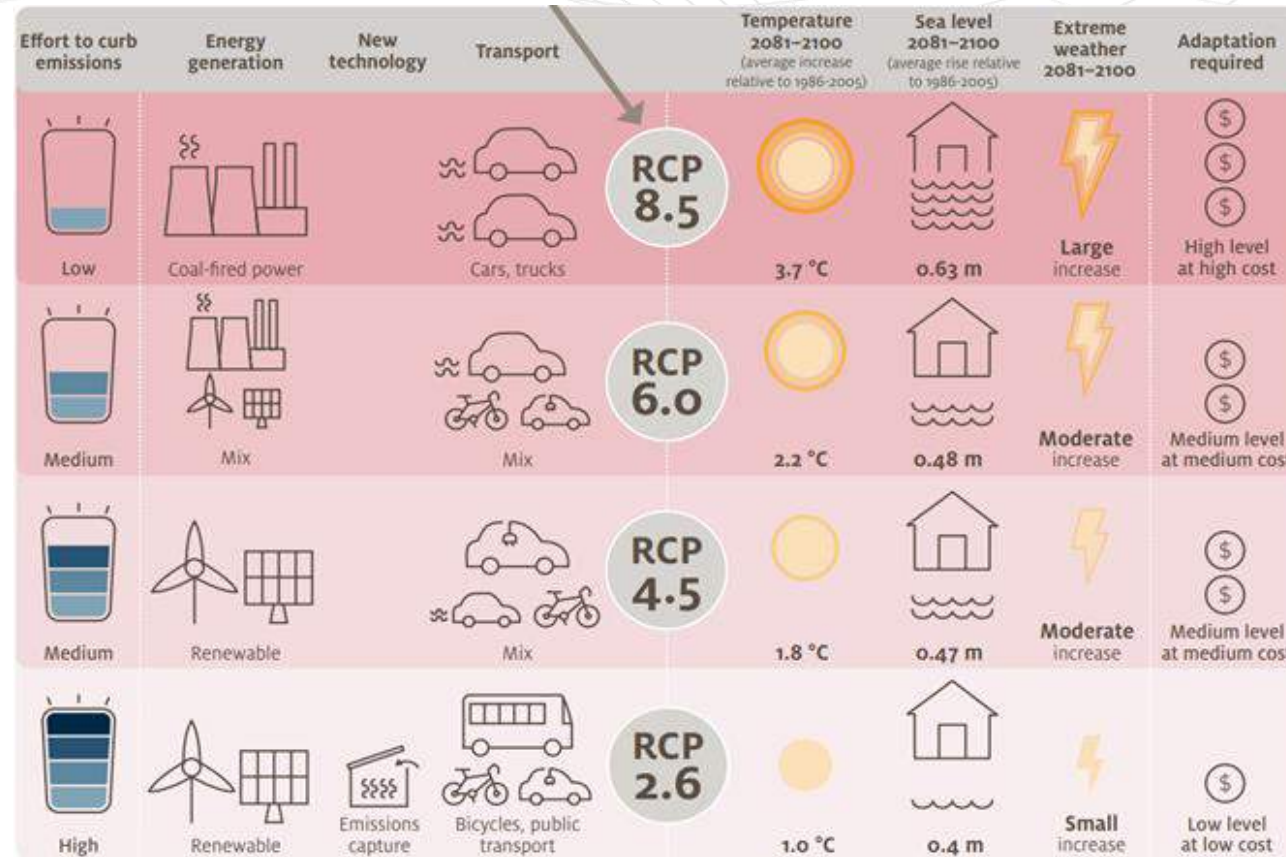 Effort to curb
emissions
Energy
generation
New
technology
Transport
Temperature
2081–2100
(average increase
relative to 1986-2005)
Sea level
2081–2100
(average rise relative
to 1986-2005)
Extreme
weather
2081–2100
Adaptation
required
Low
Coal-fired power
Cars, trucks
RCP
8.5
3.7 °C
0.63 m
Large
increase
$
$
$
High level
at high cost
Medium
Mix
Mix
RCP
6.0
2.2 °C
0.48 m
Moderate
increase
$
$
Medium level
at medium cos
Medium
Renewable
Mix
RCP
4.5
1.8 °C
0.47 m
Moderate
increase
$
$
Medium level
at medium cos
High
Renewable
Emissions
capture
Bicycles, public
transport
RCP
2.6
1.0 °C
0.4 m
Small
increase
$
Low level
at low cost